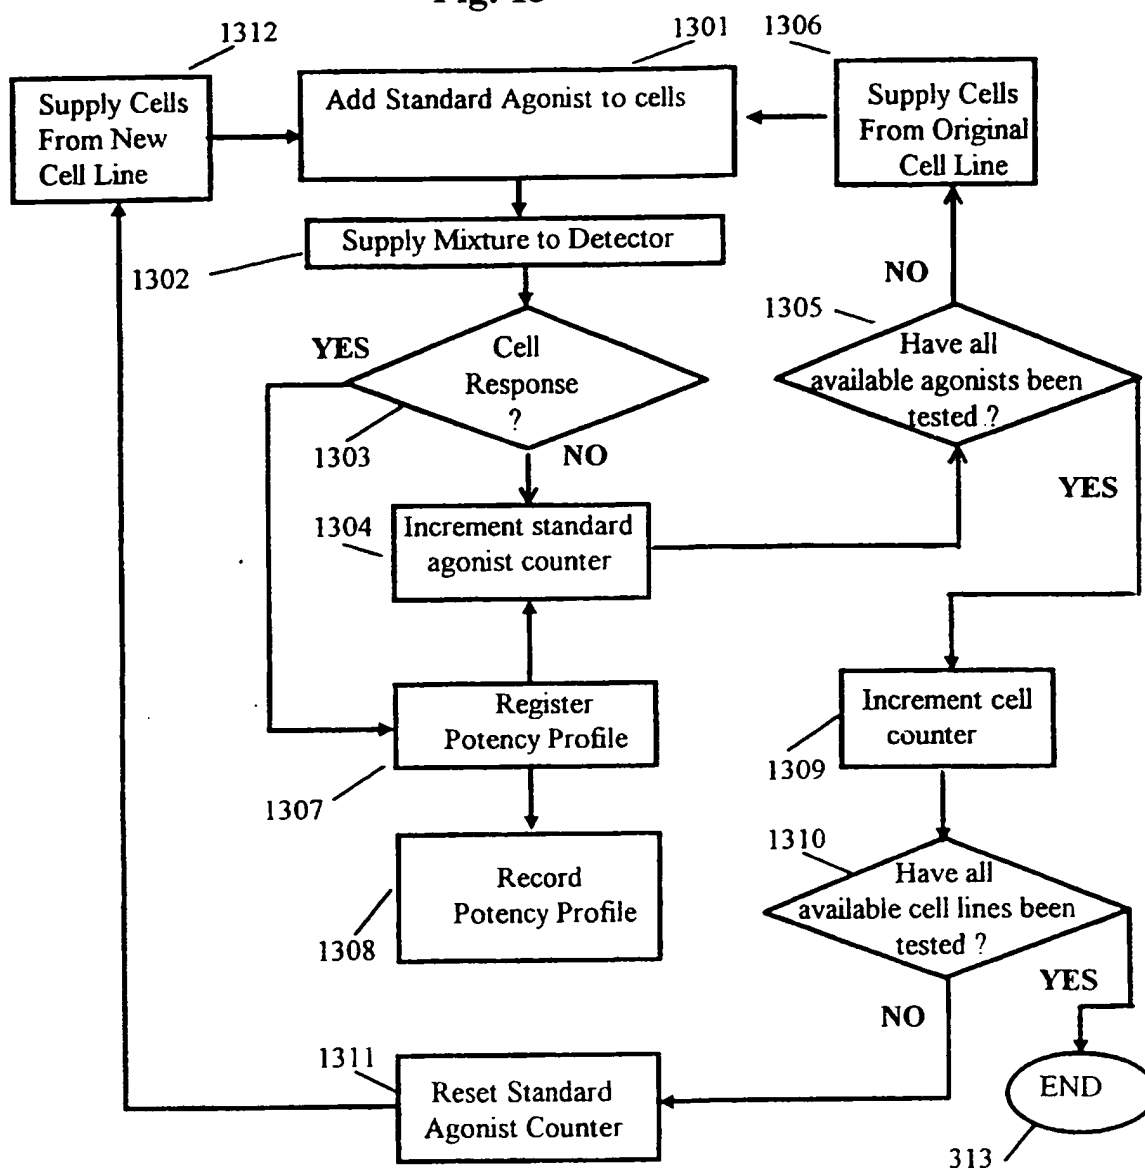 1312
1301
1306
Supply Cells
From New
Cell Line
Add Standard Agonist to cells
Supply Cells
From Original
Cell Line
Supply Mixture to Detector
1302
NO
1305
YES
Cell
Response
?
Have all
available agonists been
tested ?
1303
NO
YES
1304
Increment standard
agonist counter
Register
Potency Profile
Increment cell
counter
1307
1309
1310
Record
Potency Profile
Have all
available cell lines been
tested ?
1308
YES
NO
1311
Reset Standard
Agonist Counter
END
313